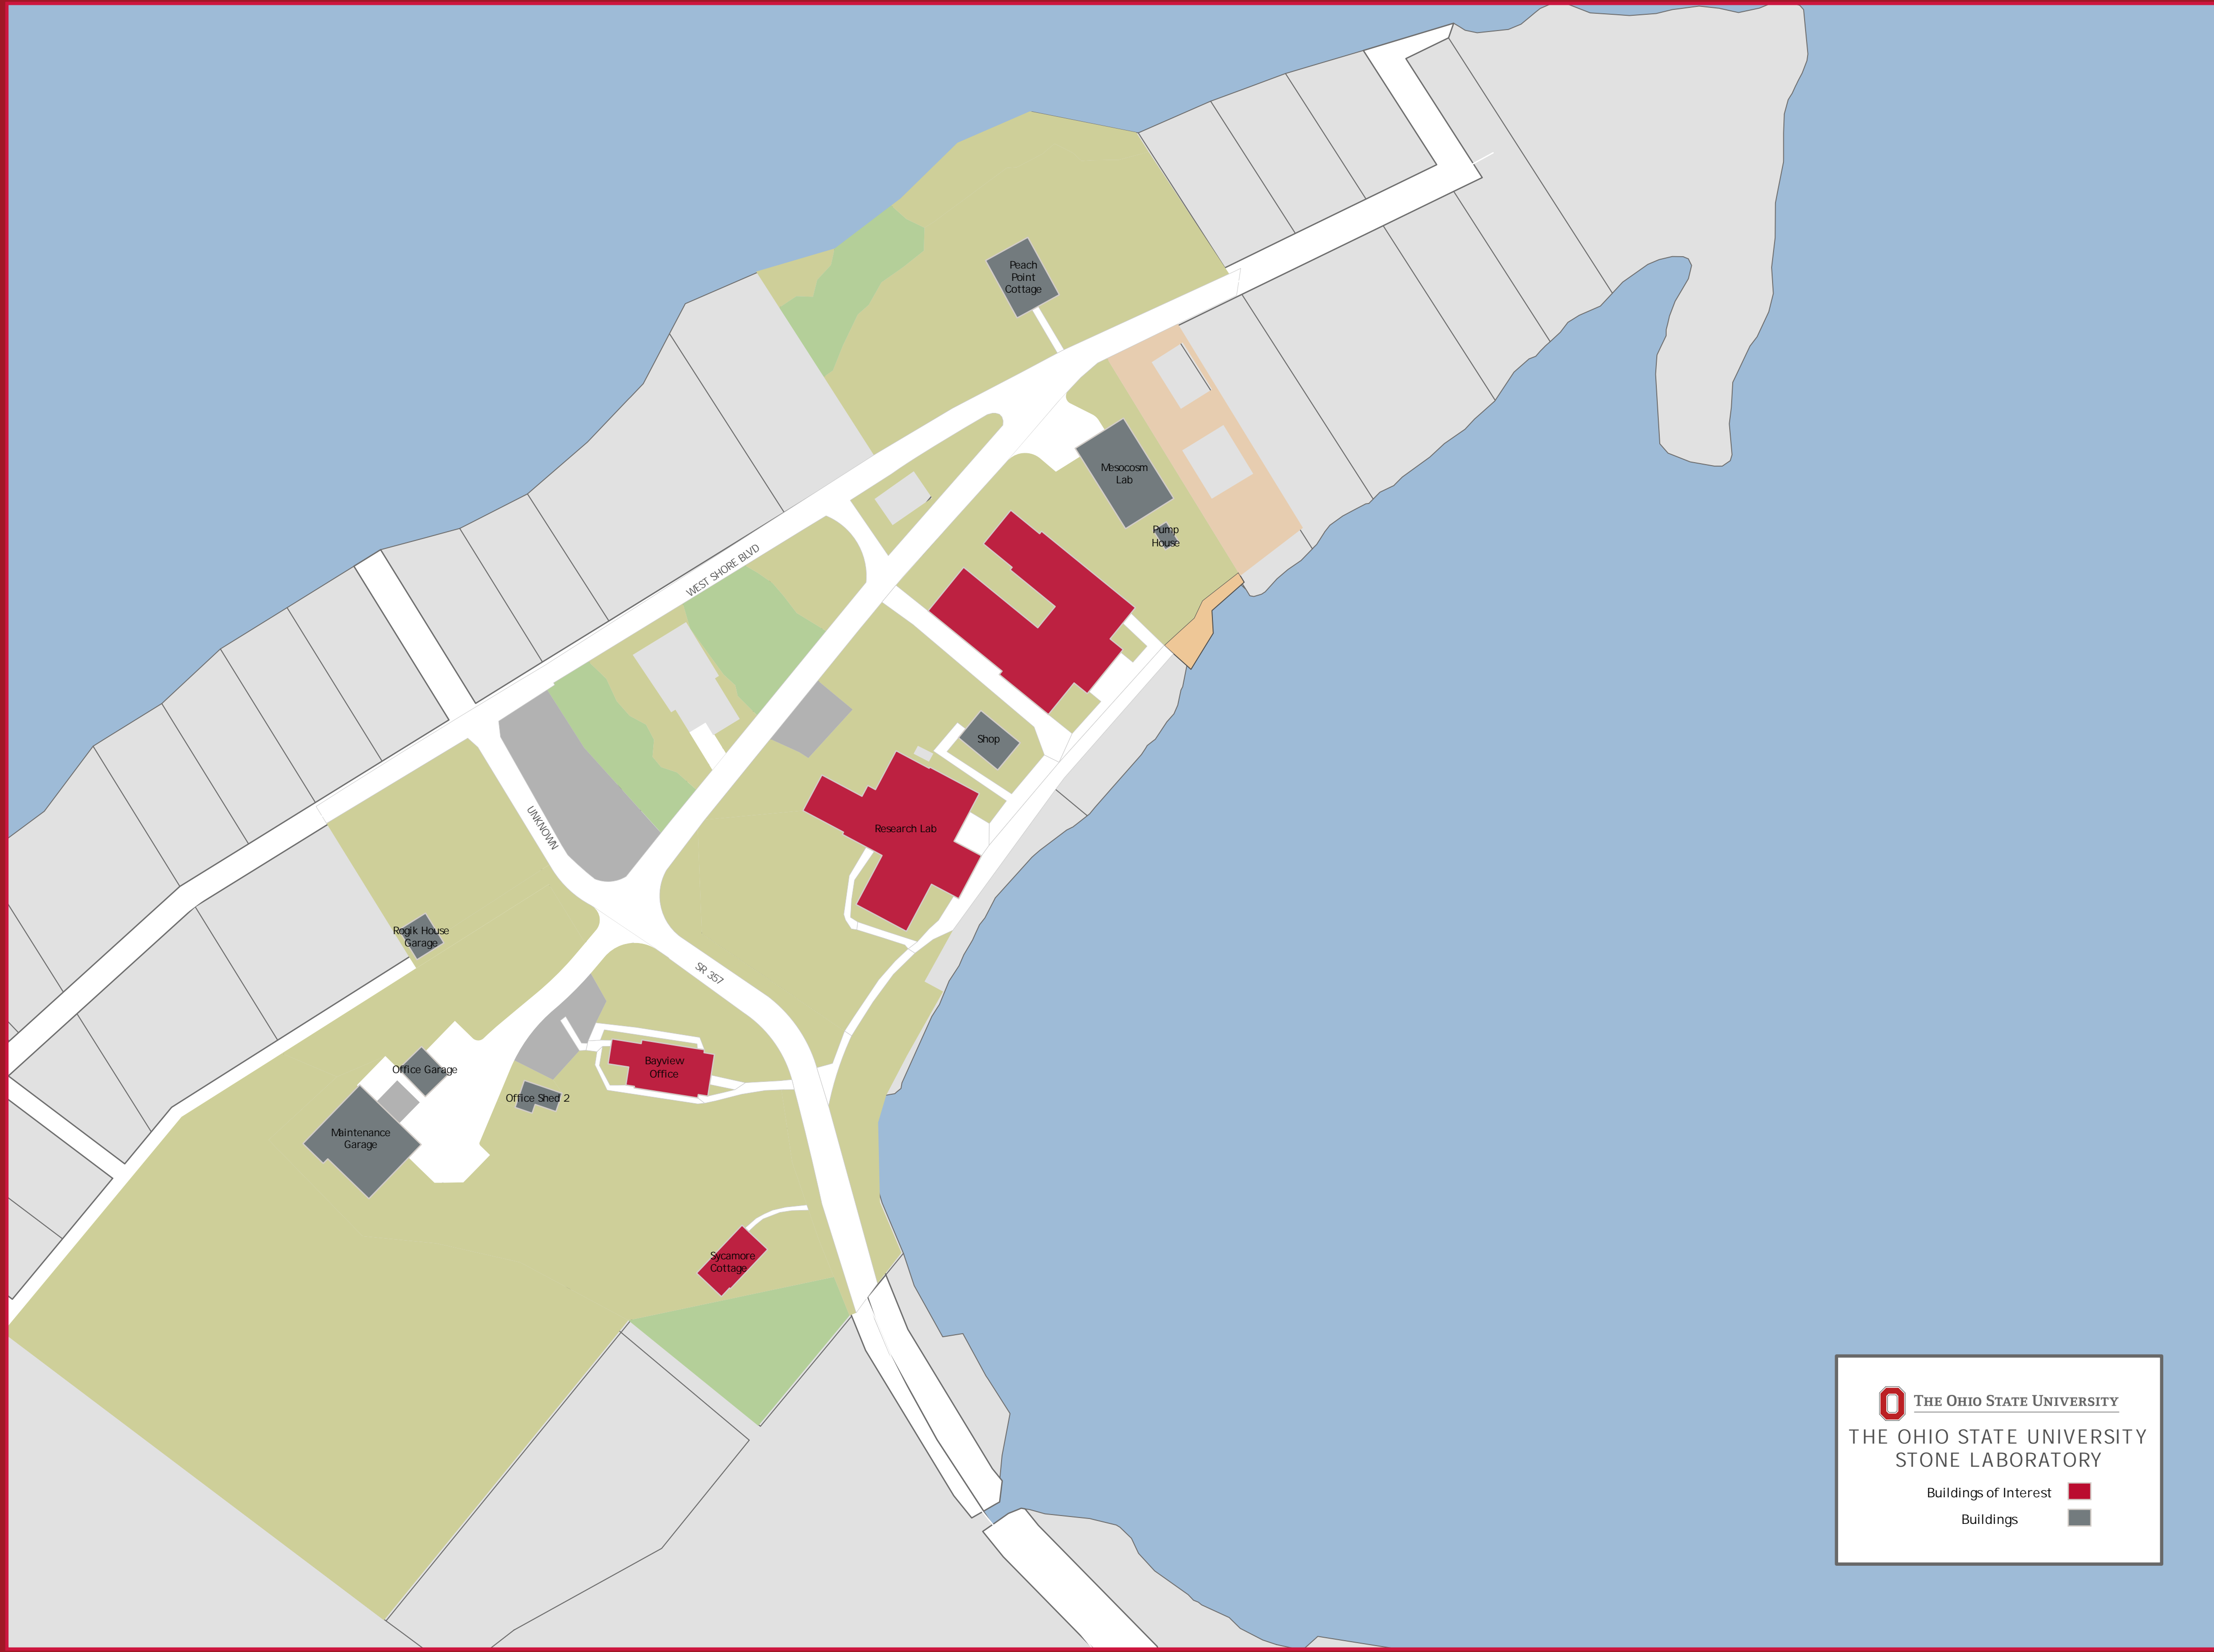 Peach
Point
Cottage
Mesocosm
Lab
Pump
House
WEST SHORE BLVD
Shop
UNKNOWN
Research Lab
Rogik House
Garage
SR 357
Office Garage
Bayview
Office
Office Shed 2
Maintenance
Garage
Sycamore
Cottage
THE OHIO STATE UNIVERSITY
THE OHIO STATE UNIVERSITY
STONE LABORATORY
Buildings of Interest
Buildings